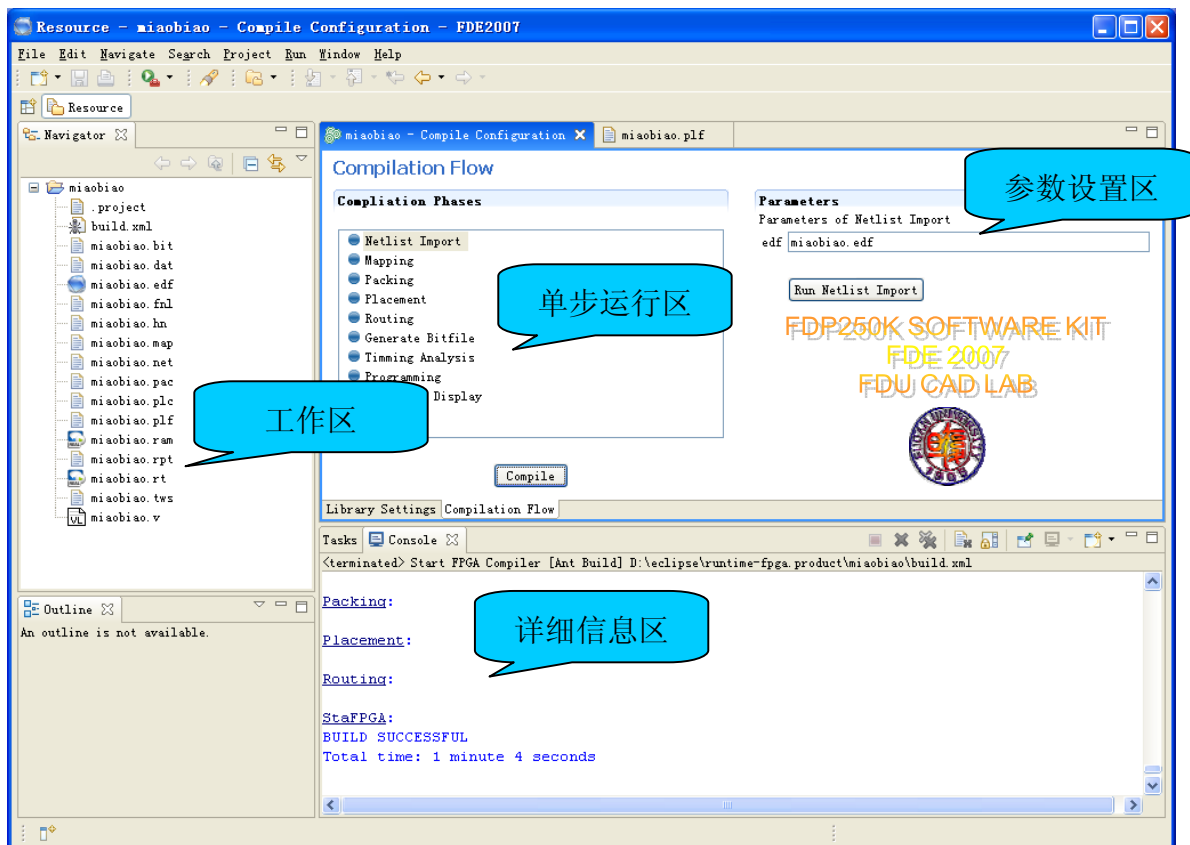 Resource - miaobiao - Compile Configuration - FDE2007
File Edit Navigate Search Project Run Window Help
Resource
Navigator
miaobiao
.project
build.xml
miaobiao.bit
miaobiao.dat
miaobiao.edf
miaobiao.fnl
miaobiao.hn
miaobiao.map
miaobiao.net
miaobiao.pac
miaobiao.plc
miaobiao.plf
miaobiao.ram
miaobiao.rpt
miaobiao.rt
miaobiao.tws
miaobiao.v
工作区
Outline
An outline is not available.
miaobiao - Compile Configuration
miaobiao.plf
Compilation Flow
Compliation Phases
Netlist Import
Mapping
Packing
Placement
Routing
Generate Bitfile
Timming Analysis
Programming
Display
单步运行区
Compile
Parameters
Parameters of Netlist Import
edf miaobiao.edf
Run Netlist Import
参数设置区
FDP250K SOFTWARE KIT
FDE 2007
FDU CAD LAB
Library Settings Compilation Flow
Tasks Console
<terminated> Start FPGA Compiler [Ant Build] D:\eclipse\runtime-fpga.product\miaobiao\build.xml
Packing:
Placement:
Routing:
StaFPGA:
BUILD SUCCESSFUL
Total time: 1 minute 4 seconds
详细信息区